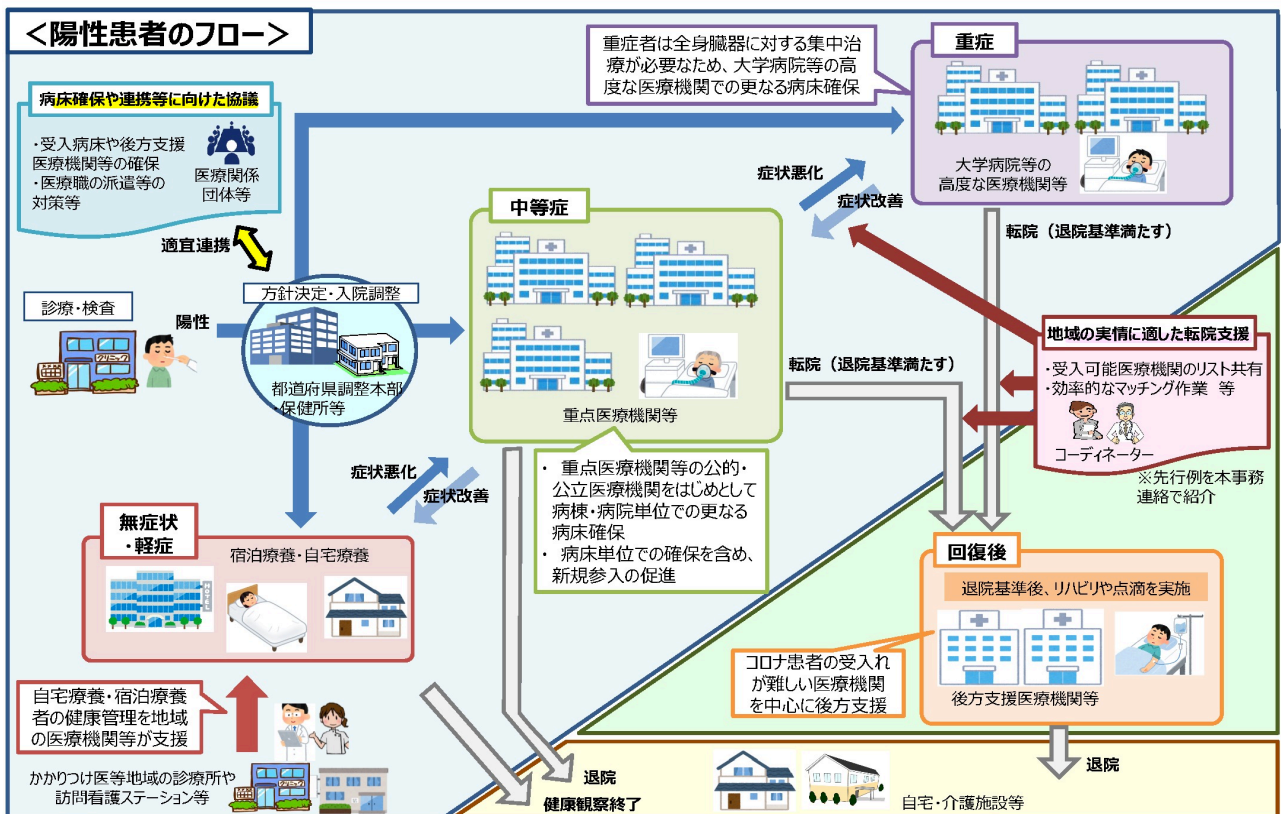 ＜陽性患者のフロー＞
病床確保や連携等に向けた協議
・受入病床や後方支援
医療機関等の確保
・医療職の派遣等の
対策等
医療関係
団体等
適宜連携
診療・検査
クリニック
陽性
方針決定・入院調整
都道府県調整本部
・保健所等
重症者は全身臓器に対する集中治
療が必要なため、大学病院等の高
度な医療機関での更なる病床確保
重症
大学病院等の
高度な医療機関等
症状悪化
症状改善
中等症
重点医療機関等
・ 重点医療機関等の公的・
公立医療機関をはじめとして
病棟・病院単位での更なる
病床確保
・ 病床単位での確保を含め、
新規参入の促進
転院（退院基準満たす）
転院（退院基準満たす）
地域の実情に適した転院支援
・受入可能医療機関のリスト共有
・効率的なマッチング作業 等
コーディネーター
※先行例を本事務
連絡で紹介
症状悪化
症状改善
無症状
・軽症
宿泊療養・自宅療養
HOTEL
自宅療養・宿泊療養
者の健康管理を地域
の医療機関等が支援
かかりつけ医等地域の診療所や
訪問看護ステーション等
クリニック
回復後
退院基準後、リハビリや点滴を実施
後方支援医療機関等
コロナ患者の受入れ
が難しい医療機関
を中心に後方支援
退院
健康観察終了
退院
自宅・介護施設等